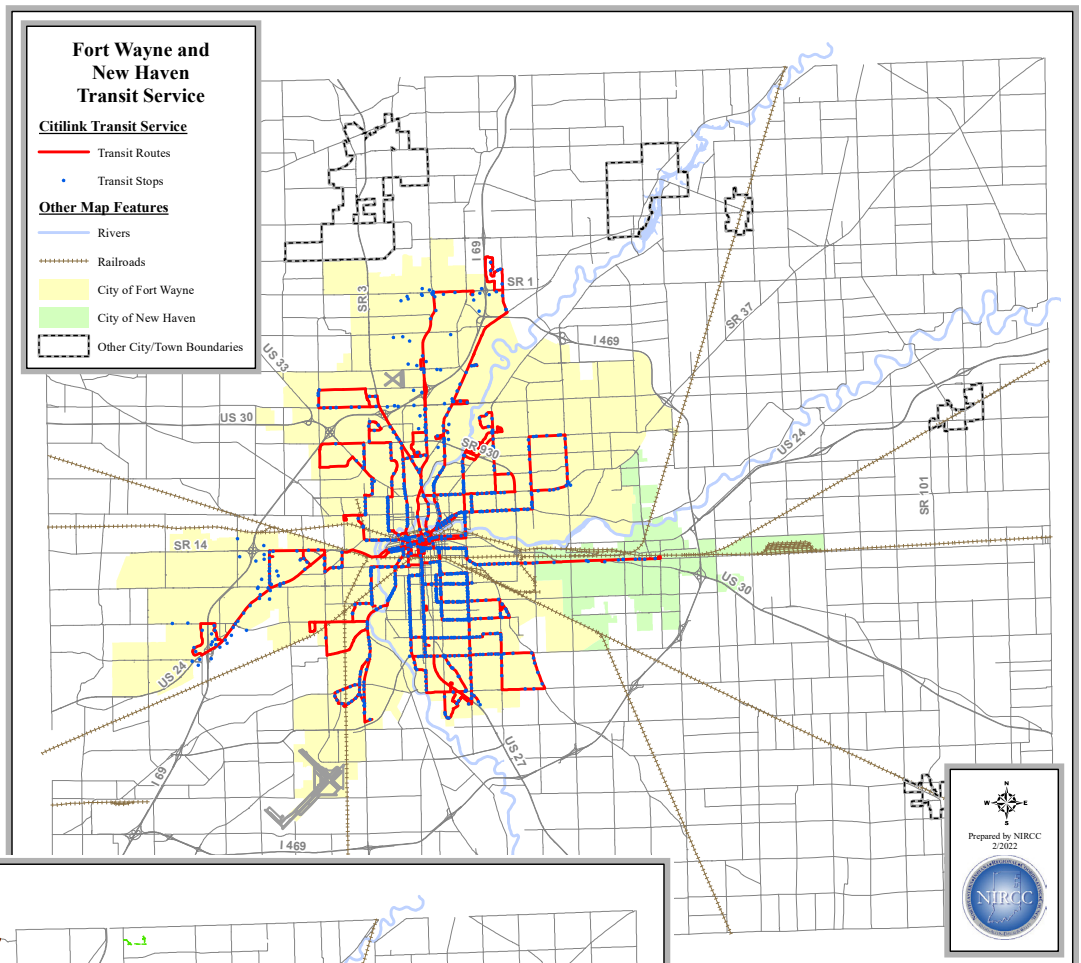 Fort Wayne and
New Haven
Transit Service
Citilink Transit Service
Transit Routes
Transit Stops
Other Map Features
Rivers
Railroads
City of Fort Wayne
City of New Haven
Other City/Town Boundaries
I 69
SR 1
SR 3
SR 37
I 469
US 33
US 30
SR 930
US 24
SR 101
SR 14
US 30
US 24
US 27
I 69
I 469
N
W E
S
Prepared by NIRCC
2/2022
NIRCC